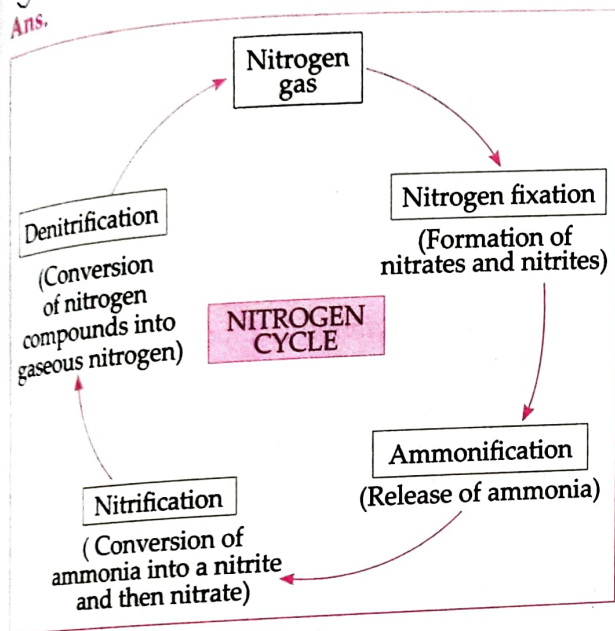 Ans.
Nitrogen
gas
Nitrogen fixation
(Formation of
nitrates and nitrites)
Denitrification
(Conversion
of nitrogen
compounds into
gaseous nitrogen)
NITROGEN
CYCLE
Ammonification
(Release of ammonia)
Nitrification
( Conversion of
ammonia into a nitrite
and then nitrate)